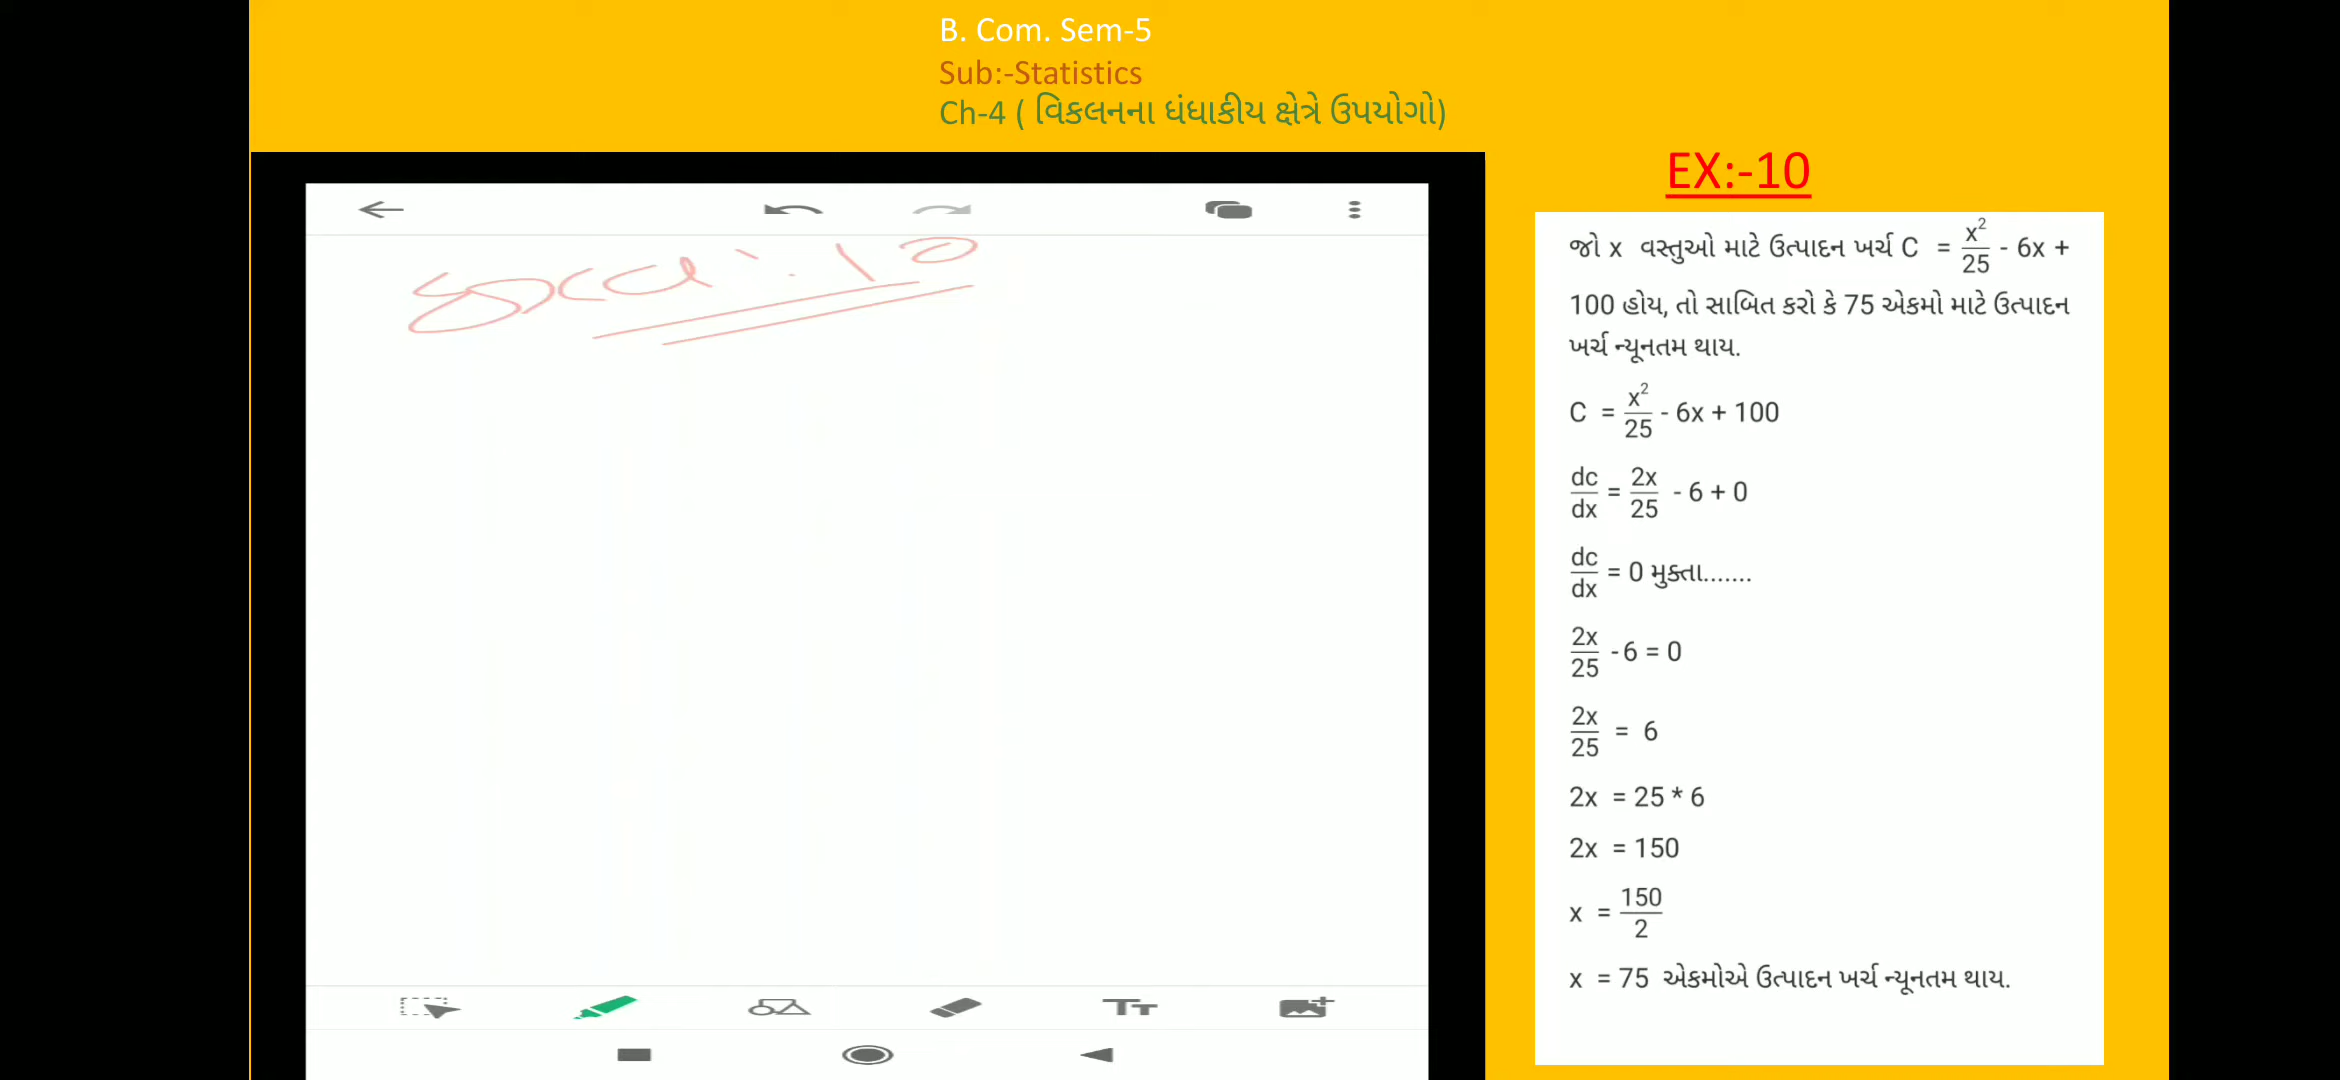 B. Com. Sem-5
Sub:-Statistics
Ch-4 ( વિકલનના ધંધાકીય ક્ષેત્રે ઉપયોગો)
EX:-10
જો x વસ્તુઓ માટે ઉત્પાદન ખર્ચ C = x²/25 - 6x +
100 હોય, તો સાબિત કરો કે 75 એકમો માટે ઉત્પાદન
ખર્ચ ન્યૂનતમ થાય.
C = x²/25 - 6x + 100
dc/dx = 2x/25 - 6 + 0
dc/dx = 0 મુક્તા.......
2x/25 - 6 = 0
2x/25 = 6
2x = 25 * 6
2x = 150
x = 150/2
x = 75 એકમોએ ઉત્પાદન ખર્ચ ન્યૂનતમ થાય.